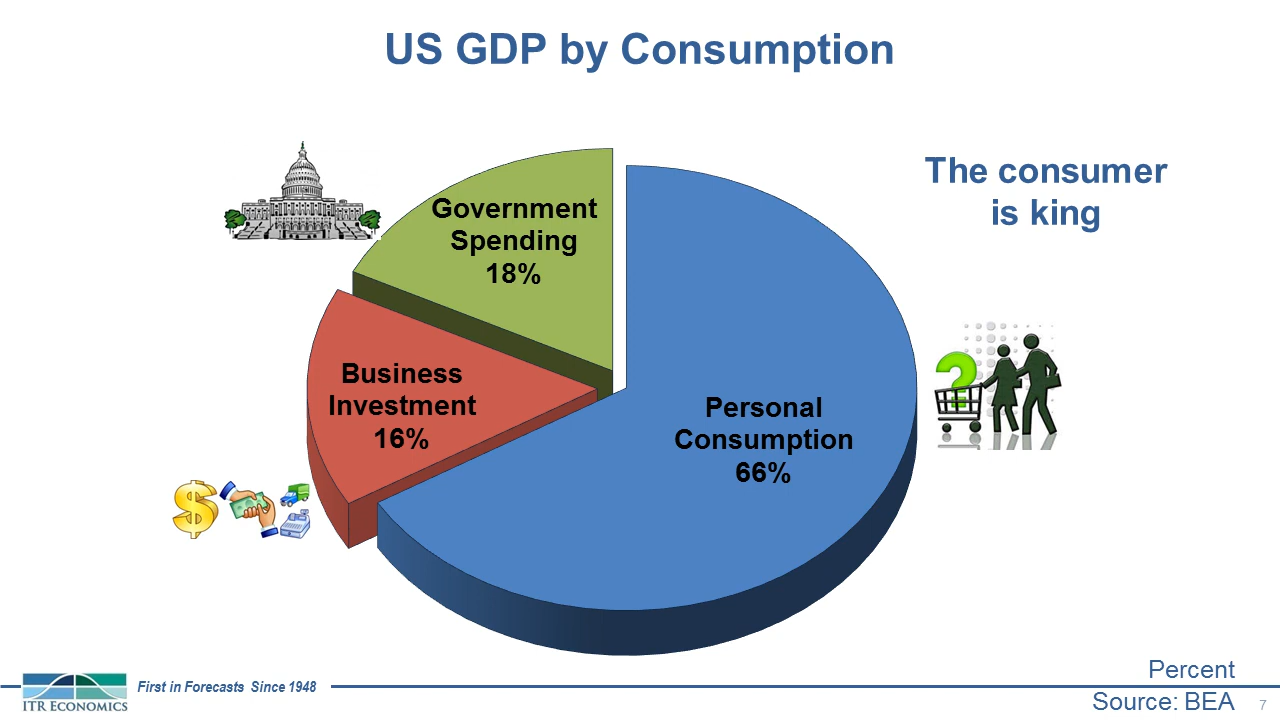 US GDP by Consumption
The consumer
is king
Government
Spending
18%
Business
Investment
16%
Personal
Consumption
66%
?
$
Percent
First in Forecasts Since 1948
ITR ECONOMICS
Source: BEA
7